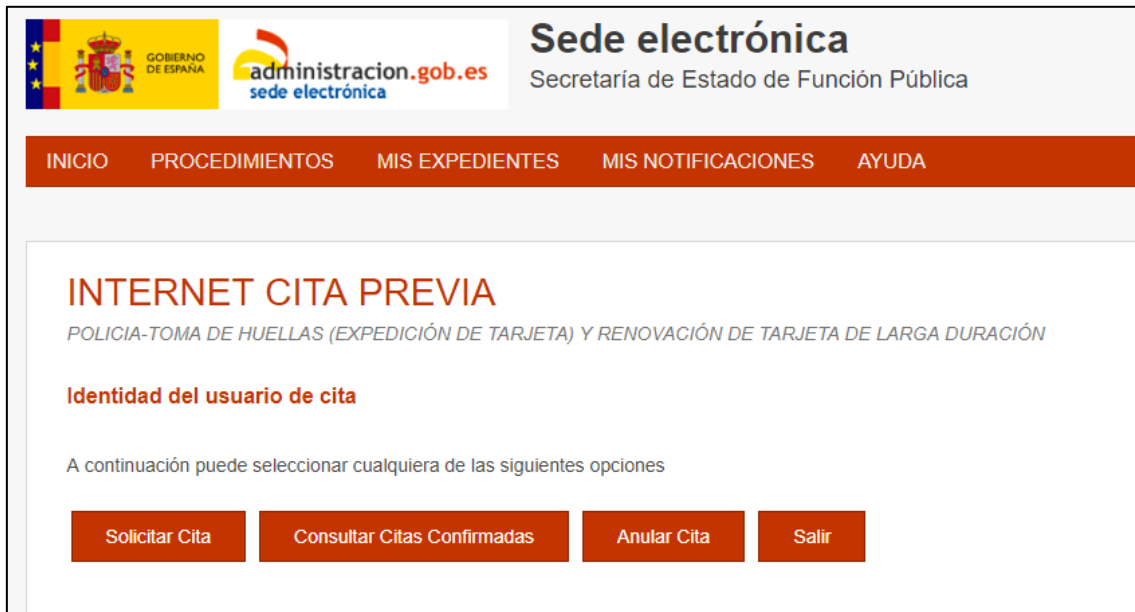 GOBIERNO
DE ESPAÑA
administracion.gob.es
sede electrónica
Sede electrónica
Secretaría de Estado de Función Pública
INICIO PROCEDIMIENTOS MIS EXPEDIENTES MIS NOTIFICACIONES AYUDA
INTERNET CITA PREVIA
POLICIA-TOMA DE HUELLAS (EXPEDICIÓN DE TARJETA) Y RENOVACIÓN DE TARJETA DE LARGA DURACIÓN
Identidad del usuario de cita
A continuación puede seleccionar cualquiera de las siguientes opciones
Solicitar Cita Consultar Citas Confirmadas Anular Cita Salir